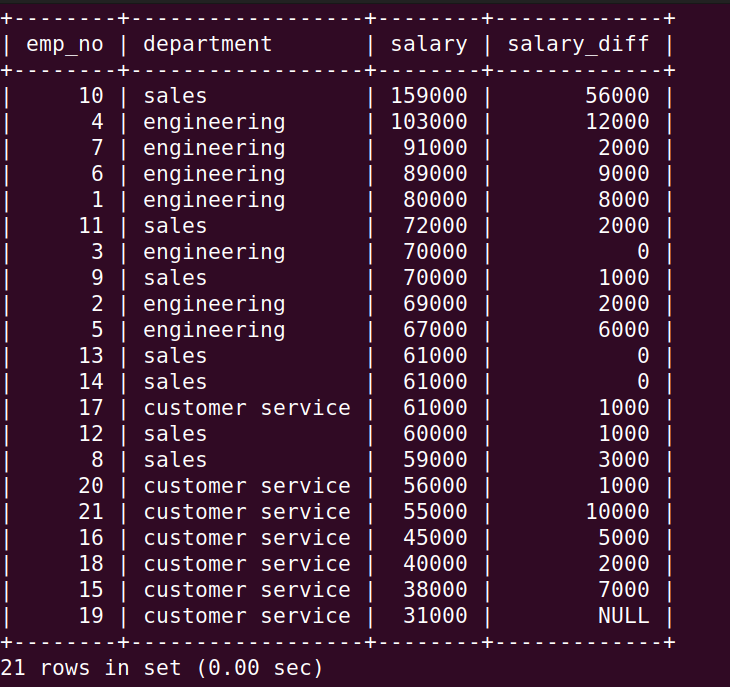 +--------+------------------+--------+-------------+
| emp_no | department       | salary | salary_diff |
+--------+------------------+--------+-------------+
|     10 | sales            | 159000 |       56000 |
|      4 | engineering      | 103000 |       12000 |
|      7 | engineering      |  91000 |        2000 |
|      6 | engineering      |  89000 |        9000 |
|      1 | engineering      |  80000 |        8000 |
|     11 | sales            |  72000 |        2000 |
|      3 | engineering      |  70000 |           0 |
|      9 | sales            |  70000 |        1000 |
|      2 | engineering      |  69000 |        2000 |
|      5 | engineering      |  67000 |        6000 |
|     13 | sales            |  61000 |           0 |
|     14 | sales            |  61000 |           0 |
|     17 | customer service |  61000 |        1000 |
|     12 | sales            |  60000 |        1000 |
|      8 | sales            |  59000 |        3000 |
|     20 | customer service |  56000 |        1000 |
|     21 | customer service |  55000 |       10000 |
|     16 | customer service |  45000 |        5000 |
|     18 | customer service |  40000 |        2000 |
|     15 | customer service |  38000 |        7000 |
|     19 | customer service |  31000 |        NULL |
+--------+------------------+--------+-------------+
21 rows in set (0.00 sec)